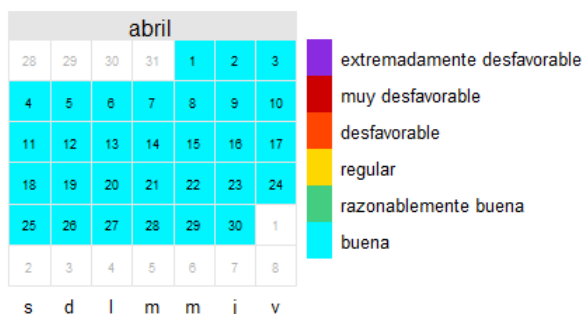 abril
28 29 30 31 1 2 3
4 5 6 7 8 9 10
11 12 13 14 15 16 17
18 19 20 21 22 23 24
25 26 27 28 29 30 1
2 3 4 5 6 7 8
s d l m m j v
extremadamente desfavorable
muy desfavorable
desfavorable
regular
razonablemente buena
buena